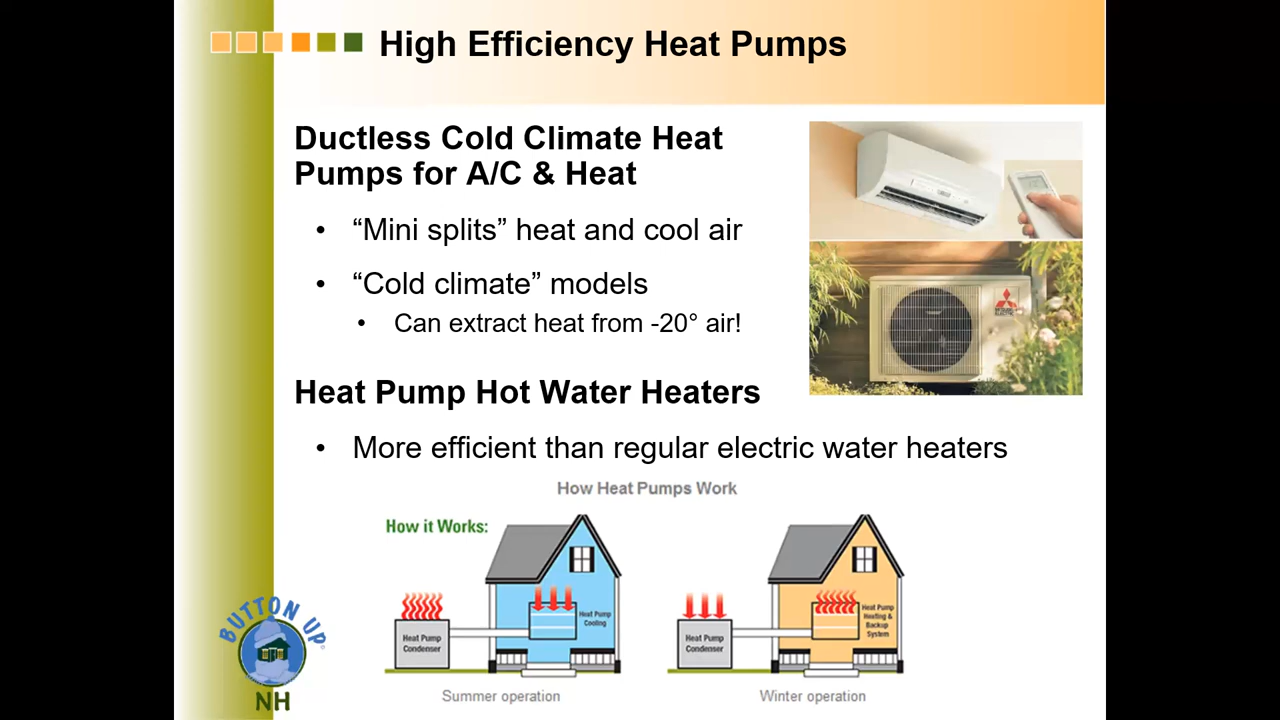 High Efficiency Heat Pumps
Ductless Cold Climate Heat
Pumps for A/C & Heat
• “Mini splits” heat and cool air
• “Cold climate” models
• Can extract heat from -20° air!
MITSUBISHI
ELECTRIC
Heat Pump Hot Water Heaters
• More efficient than regular electric water heaters
How Heat Pumps Work
How it Works:
Heat Pump
Condenser
Heat Pump
Cooling
Summer operation
Heat Pump
Condenser
Heat Pump
Heating &
Backup
System
Winter operation
BUTTON UP
NH